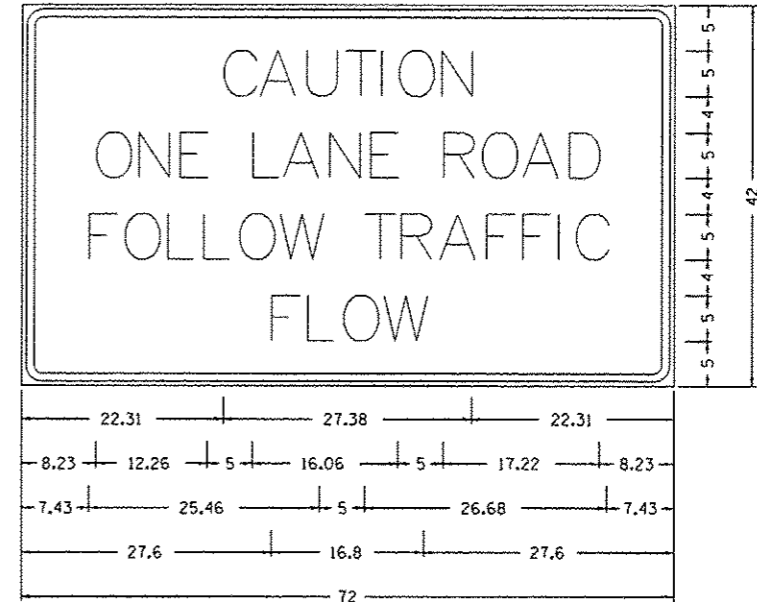 CAUTION
ONE LANE ROAD
FOLLOW TRAFFIC
FLOW
5
5
4
5
4
5
4
5
5
42
22.31 27.38 22.31
8.23 12.26 5 16.06 5 17.22 8.23
7.43 25.46 5 26.68 7.43
27.6 16.8 27.6
72